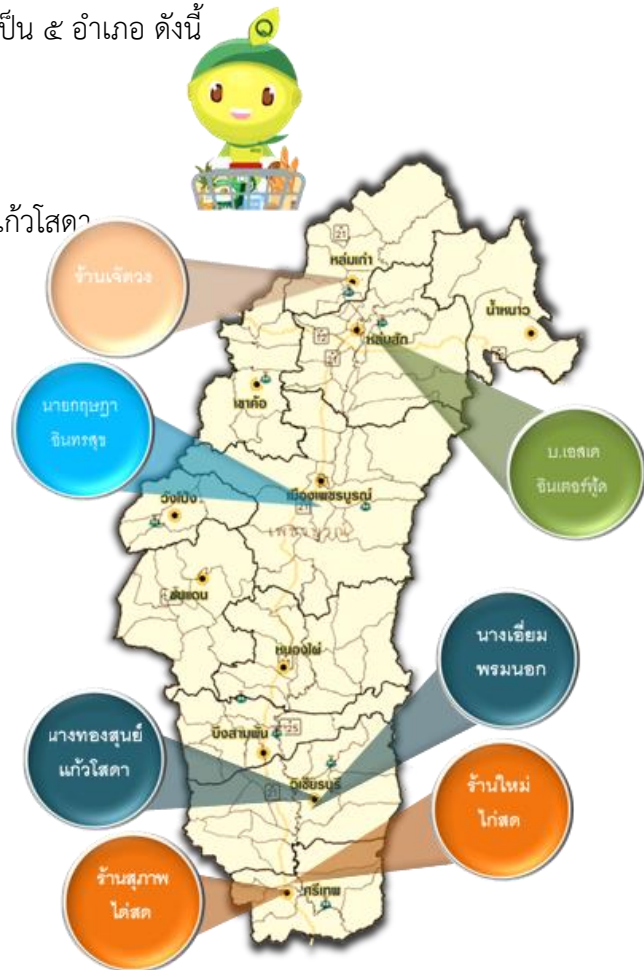 เป็น ๕ อำเภอ ดังนี้
Q
แก้วโสดา
21
หล่มเก่า
ร้านเจ๊ดวง
น้ำหนาว
12
หล่มสัก
21
เขาค้อ
นายกฤษฎา
อินทรสุข
บ.เอสเค
อินเตอร์ฟู้ด
เมืองเพชรบูรณ์
วังโป่ง
21
เพชรบูรณ์
ชนแดน
นางเอี่ยม
พรมนอก
หนองไผ่
นางทองสุนย์
แก้วโสดา
บึงสามพัน
225
วิเชียรบุรี
21
ร้านใหม่
ไก่สด
ร้านสุภาพ
ไก่สด
ศรีเทพ